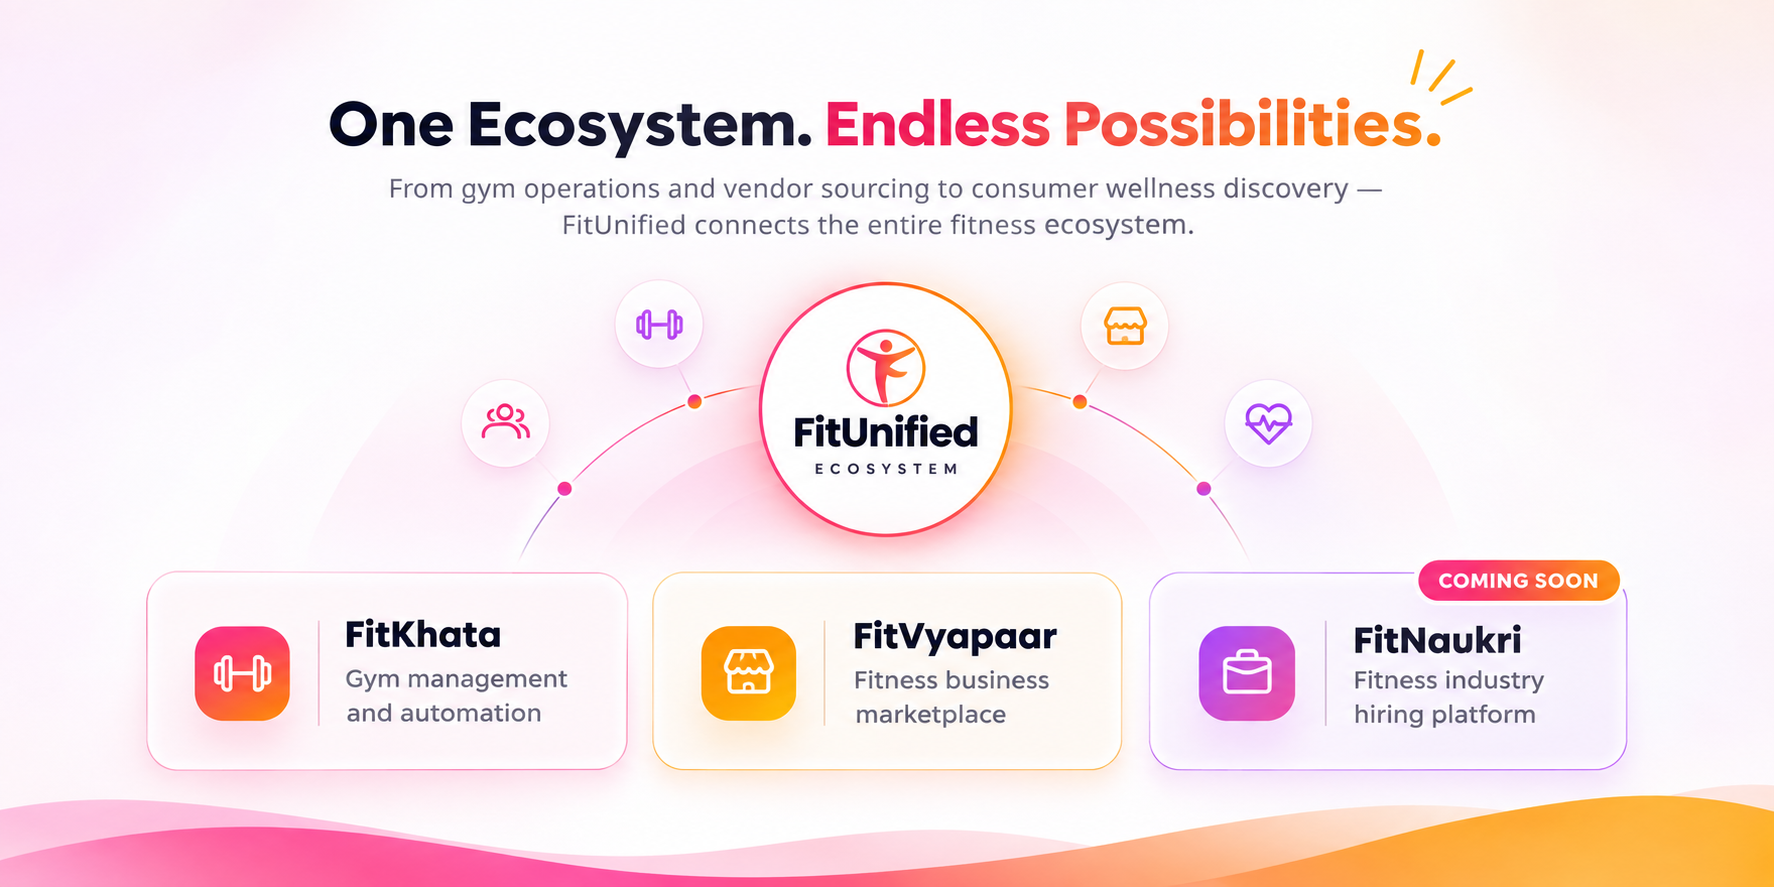 One Ecosystem. Endless Possibilities.
From gym operations and vendor sourcing to consumer wellness discovery —
FitUnified connects the entire fitness ecosystem.
FitUnified
ECOSYSTEM
FitKhata
Gym management
and automation
FitVyapaar
Fitness business
marketplace
COMING SOON
FitNaukri
Fitness industry
hiring platform